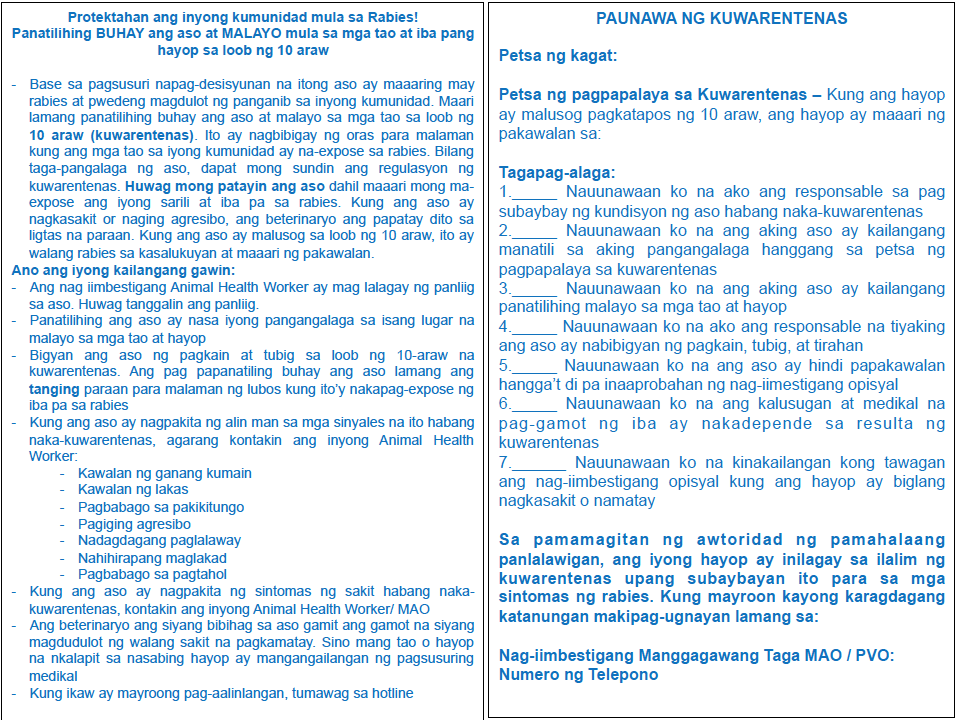 Protektahan ang inyong kumunidad mula sa Rabies!
Panatilihing BUHAY ang aso at MALAYO mula sa mga tao at iba pang
hayop sa loob ng 10 araw
- Base sa pagsusuri napag-desisyunan na itong aso ay maaaring may
rabies at pwedeng magdulot ng panganib sa inyong kumunidad. Maari
lamang panatilihing buhay ang aso at malayo sa mga tao sa loob ng
10 araw (kuwarentenas). Ito ay nagbibigay ng oras para malaman
kung ang mga tao sa iyong kumunidad ay na-expose sa rabies. Bilang
taga-pangalaga ng aso, dapat mong sundin ang regulasyon ng
kuwarentenas. Huwag mong patayin ang aso dahil maaari mong ma-
expose ang iyong sarili at iba pa sa rabies. Kung ang aso ay
nagkasakit or naging agresibo, ang beterinaryo ang papatay dito sa
ligtas na paraan. Kung ang aso ay malusog sa loob ng 10 araw, ito ay
walang rabies sa kasalukuyan at maaari ng pakawalan.
Ano ang iyong kailangang gawin:
- Ang nag iimbestigang Animal Health Worker ay mag lalagay ng panliig
sa aso. Huwag tanggalin ang panliig.
- Panatilihing ang aso ay nasa iyong pangangalaga sa isang lugar na
malayo sa mga tao at hayop
- Bigyan ang aso ng pagkain at tubig sa loob ng 10-araw na
kuwarentenas. Ang pag papanatiling buhay ang aso lamang ang
tanging paraan para malaman ng lubos kung ito'y nakapag-expose ng
iba pa sa rabies
- Kung ang aso ay nagpakita ng alin man sa mga sinyales na ito habang
naka-kuwarentenas, agarang kontakin ang inyong Animal Health
Worker:
- Kawalan ng ganang kumain
- Kawalan ng lakas
- Pagbabago sa pakikitungo
- Pagiging agresibo
- Nadagdagang paglalaway
- Nahihirapang maglakad
- Pagbabago sa pagtahol
- Kung ang aso ay nagpakita ng sintomas ng sakit habang naka-
kuwarentenas, kontakin ang inyong Animal Health Worker/ MAO
- Ang beterinaryo ang siyang bibihag sa aso gamit ang gamot na siyang
magdudulot ng walang sakit na pagkamatay. Sino mang tao o hayop
na nkalapit sa nasabing hayop ay mangangailangan ng pagsusuring
medikal
- Kung ikaw ay mayroong pag-aalinlangan, tumawag sa hotline
PAUNAWA NG KUWARENTENAS
Petsa ng kagat:
Petsa ng pagpapalaya sa Kuwarentenas – Kung ang hayop
ay malusog pagkatapos ng 10 araw, ang hayop ay maaari ng
pakawalan sa:
Tagapag-alaga:
1._____ Nauunawaan ko na ako ang responsable sa pag
subaybay ng kundisyon ng aso habang naka-kuwarentenas
2._____ Nauunawaan ko na ang aking aso ay kailangang
manatili sa aking pangangalaga hanggang sa petsa ng
pagpapalaya sa kuwarentenas
3._____ Nauunawaan ko na ang aking aso ay kailangang
panatilihing malayo sa mga tao at hayop
4._____ Nauunawaan ko na ako ang responsable na tiyaking
ang aso ay nabibigyan ng pagkain, tubig, at tirahan
5._____ Nauunawaan ko na ang aso ay hindi papakawalan
hangga't di pa inaaprobahan ng nag-iimestigang opisyal
6._____ Nauunawaan ko na ang kalusugan at medikal na
pag-gamot ng iba ay nakadepende sa resulta ng
kuwarentenas
7.______ Nauunawaan ko na kinakailangan kong tawagan
ang nag-iimbestigang opisyal kung ang hayop ay biglang
nagkasakit o namatay
Sa pamamagitan ng awtoridad ng pamahalaang
panlalawigan, ang iyong hayop ay inilagay sa ilalim ng
kuwarentenas upang subaybayan ito para sa mga
sintomas ng rabies. Kung mayroon kayong karagdagang
katanungan makipag-ugnayan lamang sa:
Nag-iimbestigang Manggagawang Taga MAO / PVO:
Numero ng Telepono